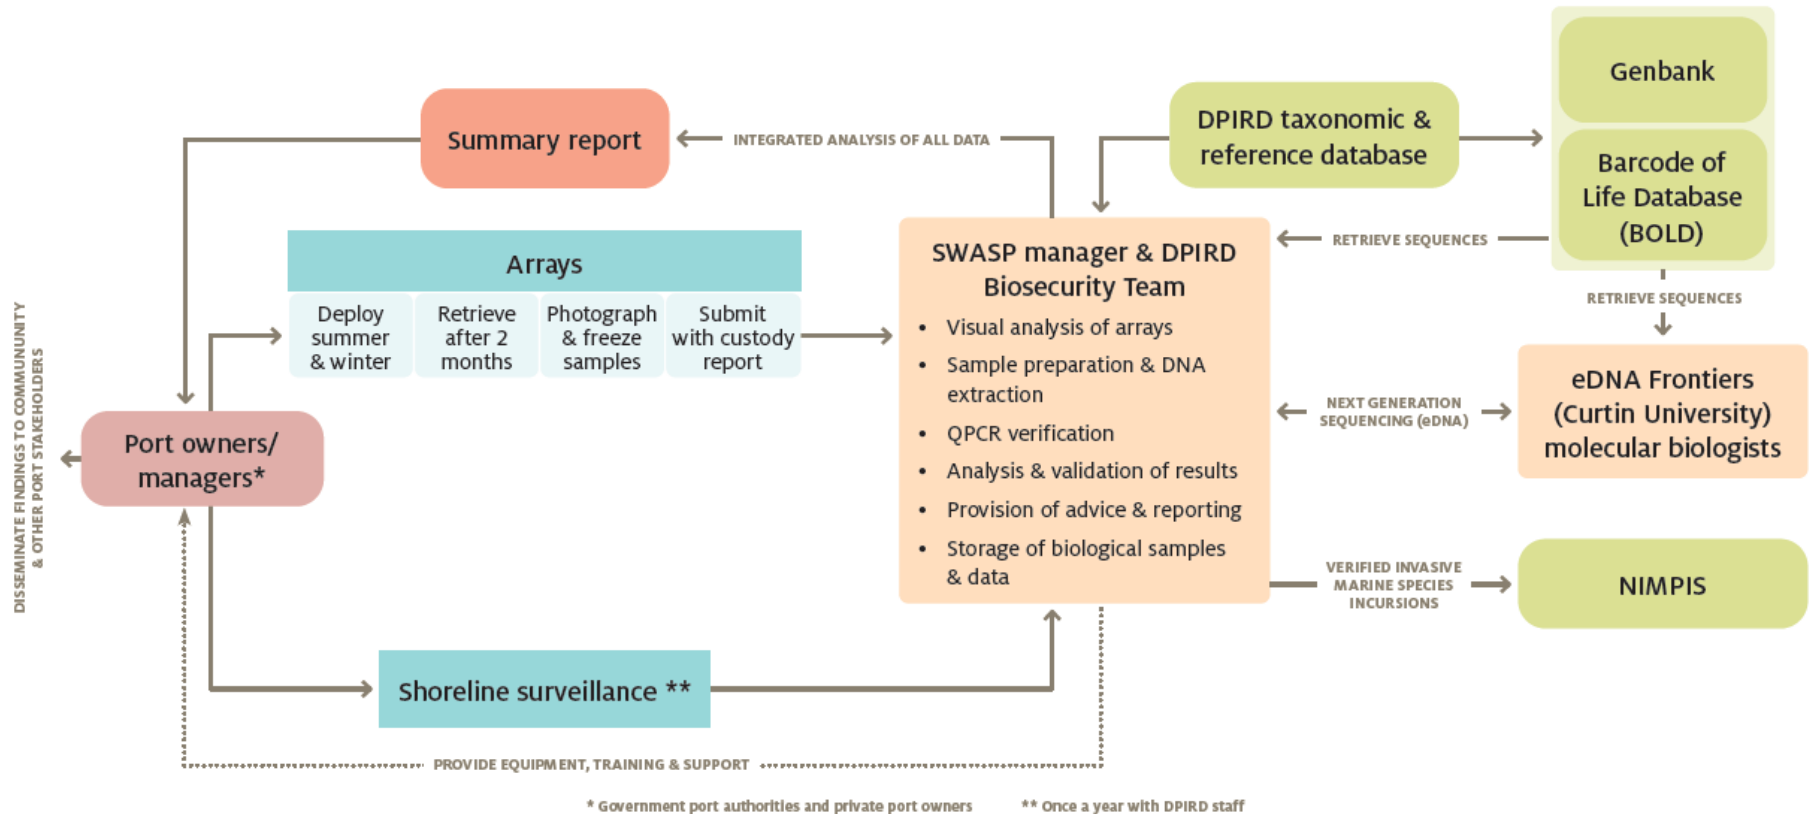 Genbank
Barcode of
Life Database
(BOLD)
DPIRD taxonomic &
reference database
Summary report
INTEGRATED ANALYSIS OF ALL DATA
RETRIEVE SEQUENCES
RETRIEVE SEQUENCES
Arrays
Deploy
summer
& winter
Retrieve
after 2
months
Photograph
& freeze
samples
Submit
with custody
report
SWASP manager & DPIRD
Biosecurity Team
• Visual analysis of arrays
• Sample preparation & DNA
extraction
• QPCR verification
• Analysis & validation of results
• Provision of advice & reporting
• Storage of biological samples
& data
eDNA Frontiers
(Curtin University)
molecular biologists
NEXT GENERATION
SEQUENCING (eDNA)
DISSEMINATE FINDINGS TO COMMUNUNITY
& OTHER PORT STAKEHOLDERS
Port owners/
managers*
VERIFIED INVASIVE
MARINE SPECIES
INCURSIONS
NIMPIS
Shoreline surveillance **
PROVIDE EQUIPMENT, TRAINING & SUPPORT
* Government port authorities and private port owners
** Once a year with DPIRD staff